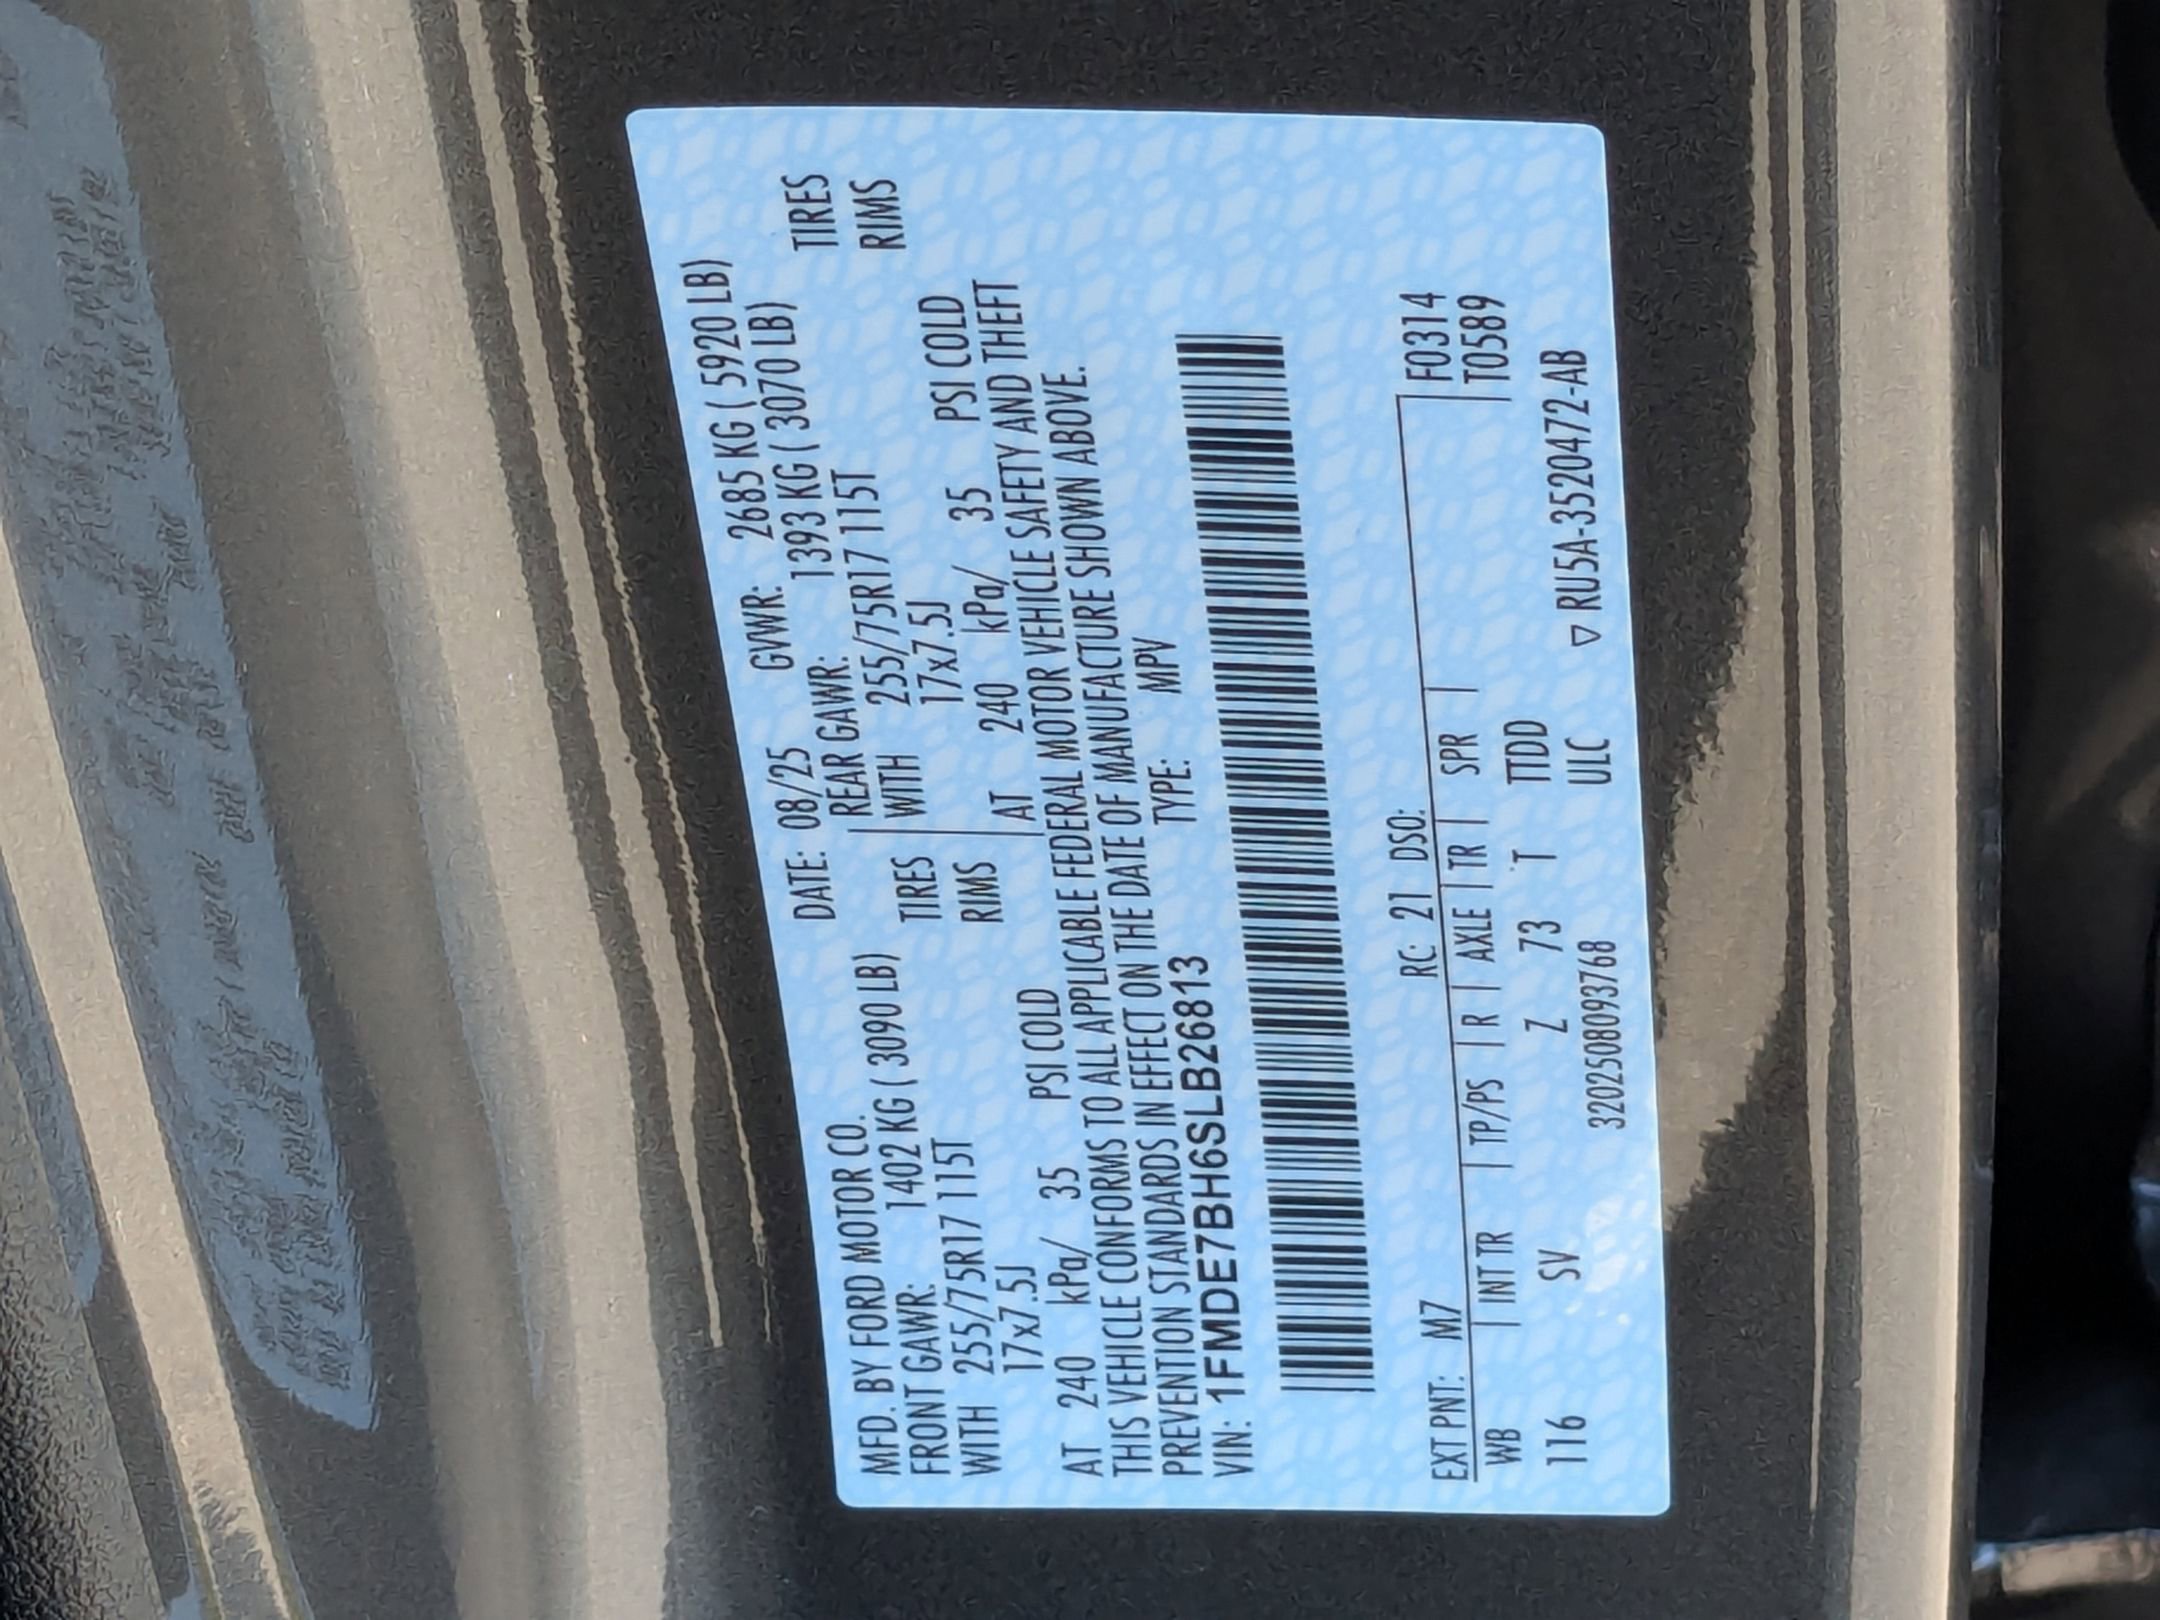 MFD. BY FORD MOTOR CO. DATE: 08/25 GVWR: 2685 KG ( 5920 LB)
FRONT GAWR: 1402 KG ( 3090 LB) REAR GAWR: 1393 KG ( 3070 LB)
WITH 255/75R17 115T TIRES WITH 255/75R17 115T TIRES
17x7.5J RIMS 17x7.5J RIMS
AT 240 kPa/ 35 PSI COLD AT 240 kPa/ 35 PSI COLD
THIS VEHICLE CONFORMS TO ALL APPLICABLE FEDERAL MOTOR VEHICLE SAFETY AND THEFT
PREVENTION STANDARDS IN EFFECT ON THE DATE OF MANUFACTURE SHOWN ABOVE.
VIN: 1FMDE7BH6SLB26813 TYPE: MPV
EXT PNT: M7 RC: 21 DSO: F0314
WB INT TR TP/PS R AXLE TR SPR T0589
116 SV Z 73 T TTDD
3202508093768 ULC ▽ RU5A-3520472-AB